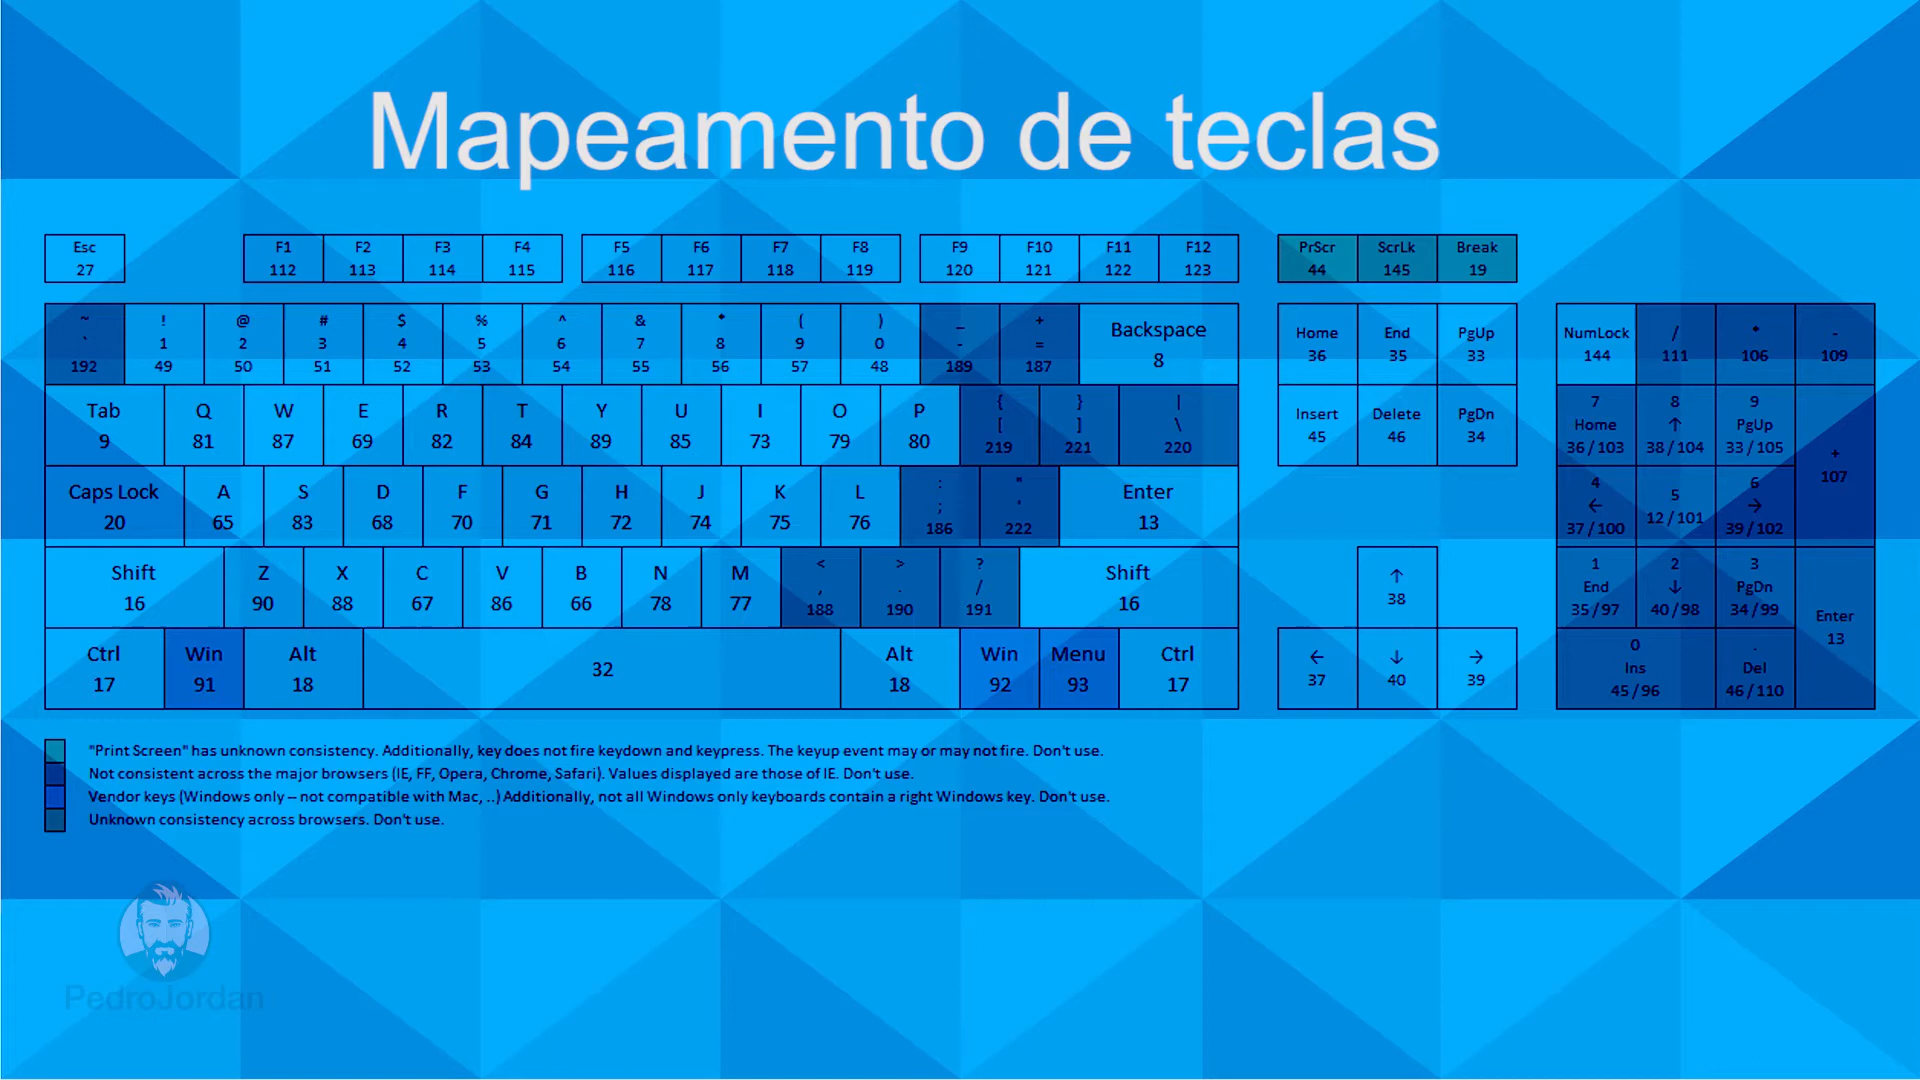 Mapeamento de teclas
Esc F1 F2 F3 F4 F5 F6 F7 F8 F9 F10 F11 F12 PrScr ScrLk Break
27 112 113 114 115 116 117 118 119 120 121 122 123 44 145 19
~ ! @ # $ % ^ & * ( ) _ + Backspace Home End PgUp NumLock / * -
` 1 2 3 4 5 6 7 8 9 0 - =
192 49 50 51 52 53 54 55 56 57 48 189 187 8 36 35 33 144 111 106 109
Tab Q W E R T Y U I O P { } | Insert Delete PgDn 7 8 9 +
[ ] \ Home ↑ PgUp
9 81 87 69 82 84 89 85 73 79 80 219 221 220 45 46 34 36/103 38/104 33/105 107
Caps Lock A S D F G H J K L : " Enter 4 5 6
; ' ← →
20 65 83 68 70 71 72 74 75 76 186 222 13 37/100 12/101 39/102
Shift Z X C V B N M < > ? Shift ↑ 1 2 3 Enter
, . / End ↓ PgDn
16 90 88 67 86 66 78 77 188 190 191 16 38 35/97 40/98 34/99 13
Ctrl Win Alt 32 Alt Win Menu Ctrl ← ↓ → 0 .
Ins Del
17 91 18 18 92 93 17 37 40 39 45/96 46/110
"Print Screen" has unknown consistency. Additionally, key does not fire keydown and keypress. The keyup event may or may not fire. Don't use.
Not consistent across the major browsers (IE, FF, Opera, Chrome, Safari). Values displayed are those of IE. Don't use.
Vendor keys (Windows only – not compatible with Mac, ..) Additionally, not all Windows only keyboards contain a right Windows key. Don't use.
Unknown consistency across browsers. Don't use.
PedroJordan